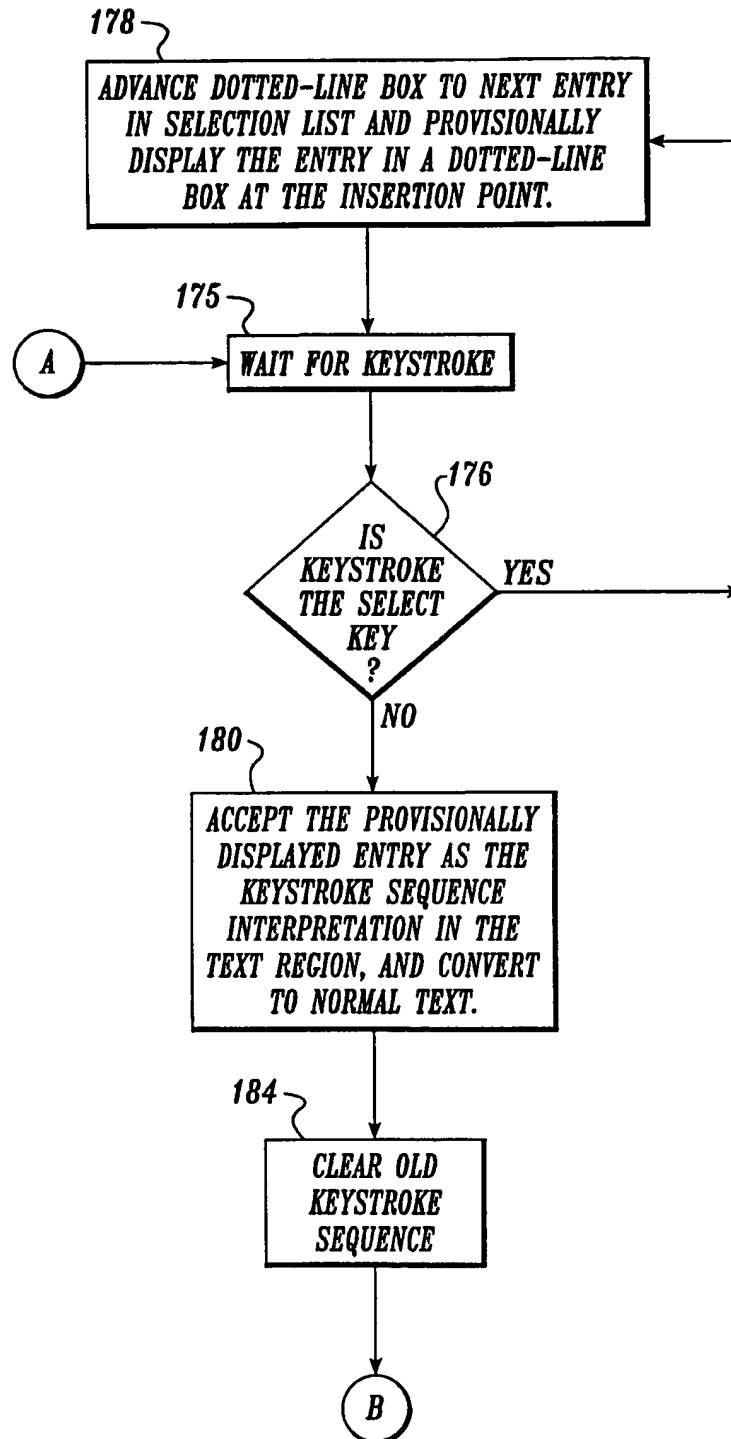 178
ADVANCE DOTTED-LINE BOX TO NEXT ENTRY
IN SELECTION LIST AND PROVISIONALLY
DISPLAY THE ENTRY IN A DOTTED-LINE
BOX AT THE INSERTION POINT.
175
A
WAIT FOR KEYSTROKE
176
IS
KEYSTROKE
THE SELECT
KEY
?
YES
NO
180
ACCEPT THE PROVISIONALLY
DISPLAYED ENTRY AS THE
KEYSTROKE SEQUENCE
INTERPRETATION IN THE
TEXT REGION, AND CONVERT
TO NORMAL TEXT.
184
CLEAR OLD
KEYSTROKE
SEQUENCE
B